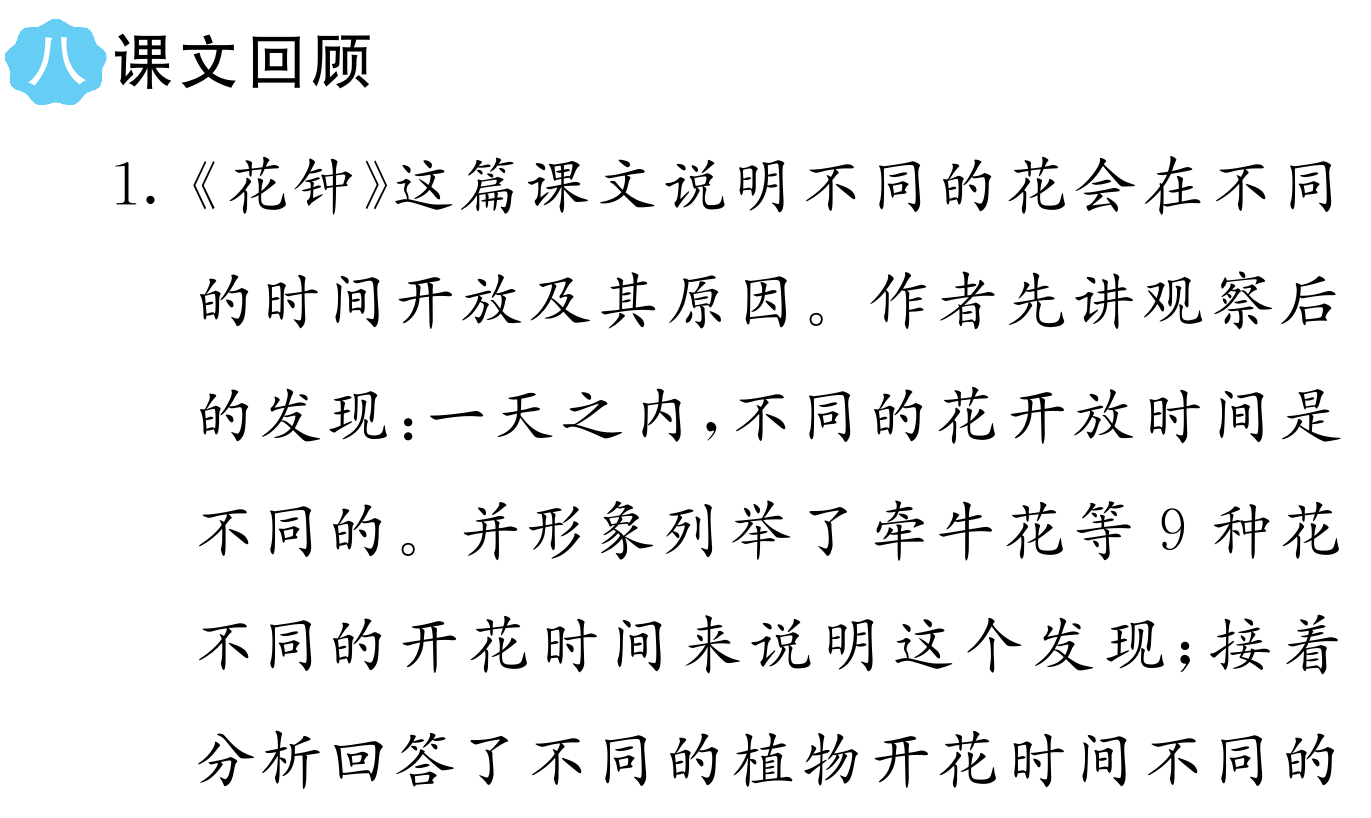 八 课文回顾
1.《花钟》这篇课文说明不同的花会在不同
的时间开放及其原因。作者先讲观察后
的发现:一天之内,不同的花开放时间是
不同的。并形象列举了牵牛花等 9 种花
不同的开花时间来说明这个发现;接着
分析回答了不同的植物开花时间不同的